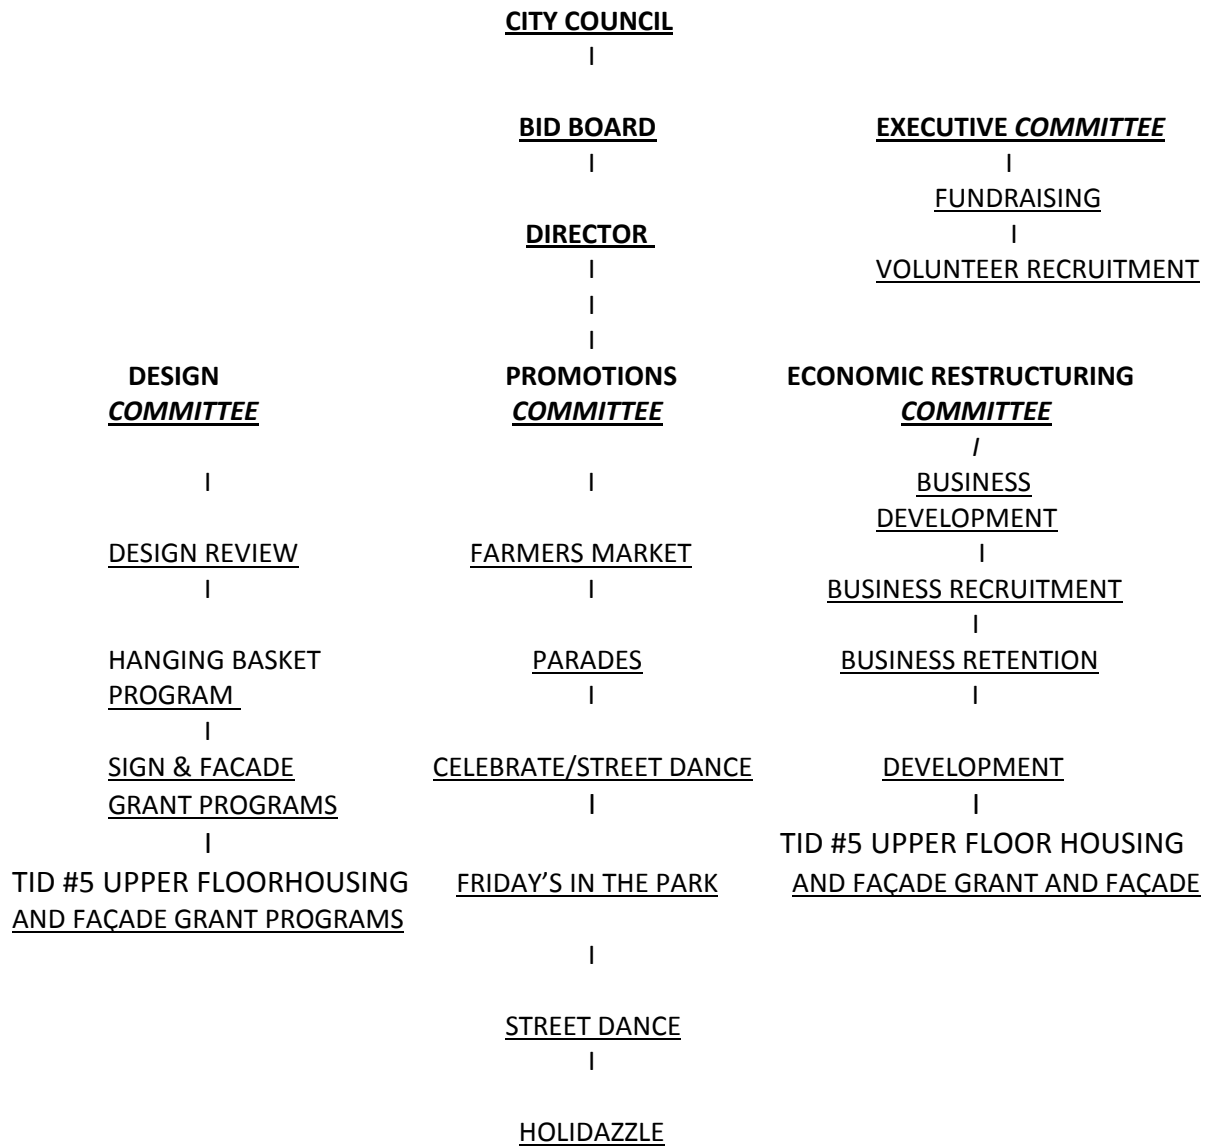 CITY COUNCIL
I
BID BOARD EXECUTIVE COMMITTEE
I I
FUNDRAISING
DIRECTOR I
I VOLUNTEER RECRUITMENT
I
I
DESIGN PROMOTIONS ECONOMIC RESTRUCTURING
COMMITTEE COMMITTEE COMMITTEE
I
I I BUSINESS
DEVELOPMENT
DESIGN REVIEW FARMERS MARKET I
I I BUSINESS RECRUITMENT
I
HANGING BASKET PARADES BUSINESS RETENTION
PROGRAM I I
I
SIGN & FACADE CELEBRATE/STREET DANCE DEVELOPMENT
GRANT PROGRAMS I I
I TID #5 UPPER FLOOR HOUSING
TID #5 UPPER FLOORHOUSING FRIDAY’S IN THE PARK AND FAÇADE GRANT AND FAÇADE
AND FAÇADE GRANT PROGRAMS
I
STREET DANCE
I
HOLIDAZZLE